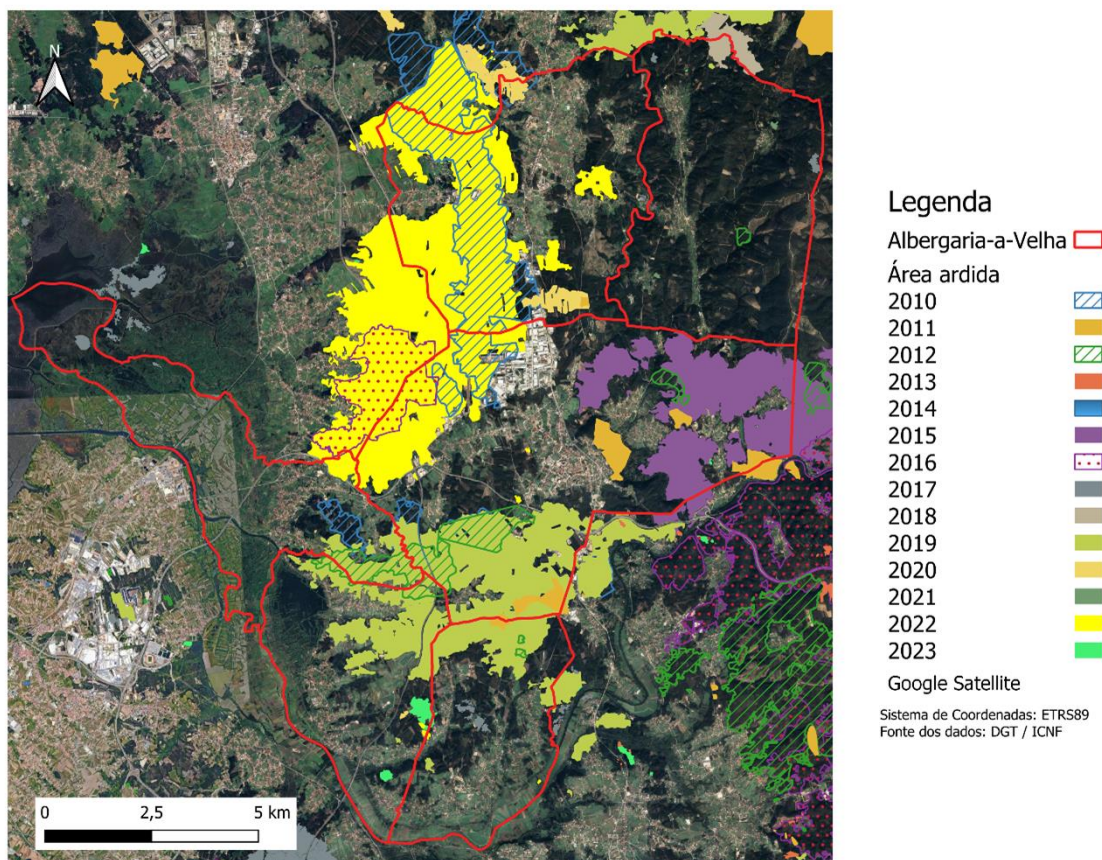 N
0
2,5
5 km
Legenda
Albergaria-a-Velha
Área ardida
2010
2011
2012
2013
2014
2015
2016
2017
2018
2019
2020
2021
2022
2023
Google Satellite
Sistema de Coordenadas: ETRS89
Fonte dos dados: DGT / ICNF